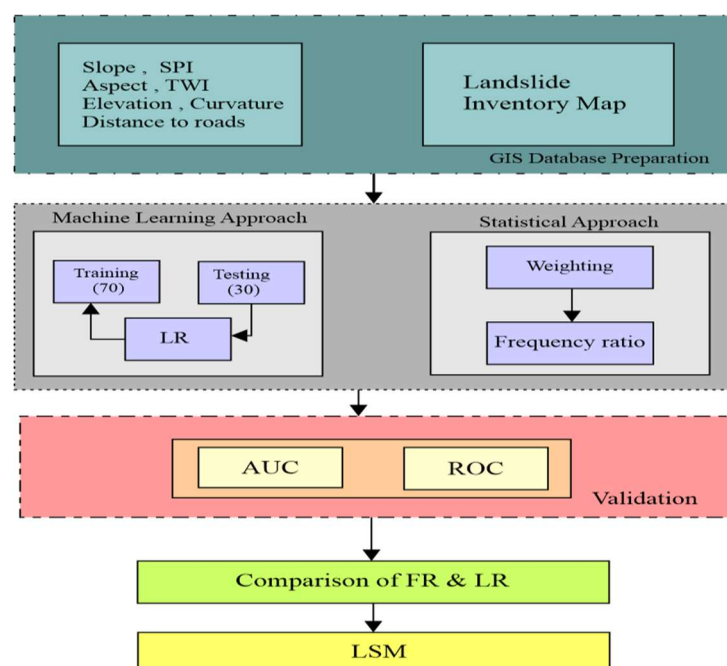 Slope , SPI
Aspect , TWI
Elevation , Curvature
Distance to roads
Landslide
Inventory Map
GIS Database Preparation
Machine Learning Approach
Training
(70)
Testing
(30)
LR
Statistical Approach
Weighting
Frequency ratio
AUC
ROC
Validation
Comparison of FR & LR
LSM